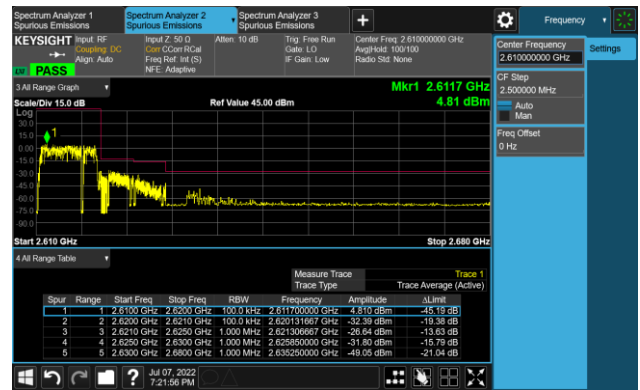 Spectrum Analyzer 1
Spurious Emissions
Spectrum Analyzer 2
Spurious Emissions
Spectrum Analyzer 3
Spurious Emissions
Frequency
KEYSIGHT
Input: RF
Coupling: DC
Align: Auto
Input Z: 50 Ω
Corr CCorr RCal
Freq Ref: Int (S)
NFE: Adaptive
Atten: 10 dB
Trig: Free Run
Gate: LO
IF Gain: Low
Center Freq: 2.610000000 GHz
Avg|Hold: 100/100
Radio Std: None
LW PASS
Center Frequency
2.610000000 GHz
Settings
CF Step
2.500000 MHz
Auto
Man
Freq Offset
0 Hz
3 All Range Graph
Mkr1 2.6117 GHz
Scale/Div 15.0 dB
Ref Value 45.00 dBm
4.81 dBm
Log
30.0
15.0
0.00
-15.0
-30.0
-45.0
-60.0
-75.0
-90.0
1
Start 2.610 GHz
Stop 2.680 GHz
4 All Range Table
Measure Trace Trace 1
Trace Type Trace Average (Active)
Spur Range Start Freq Stop Freq RBW Frequency Amplitude ΔLimit
1 1 2.6100 GHz 2.6200 GHz 100.0 kHz 2.611700000 GHz 4.810 dBm -45.19 dB
2 2 2.6200 GHz 2.6210 GHz 100.0 kHz 2.620131667 GHz -32.39 dBm -19.38 dB
3 3 2.6210 GHz 2.6250 GHz 1.000 MHz 2.621306667 GHz -26.64 dBm -13.63 dB
4 4 2.6250 GHz 2.6300 GHz 1.000 MHz 2.625850000 GHz -31.80 dBm -15.79 dB
5 5 2.6300 GHz 2.6800 GHz 1.000 MHz 2.635250000 GHz -49.05 dBm -21.04 dB
?
Jul 07, 2022
7:21:56 PM